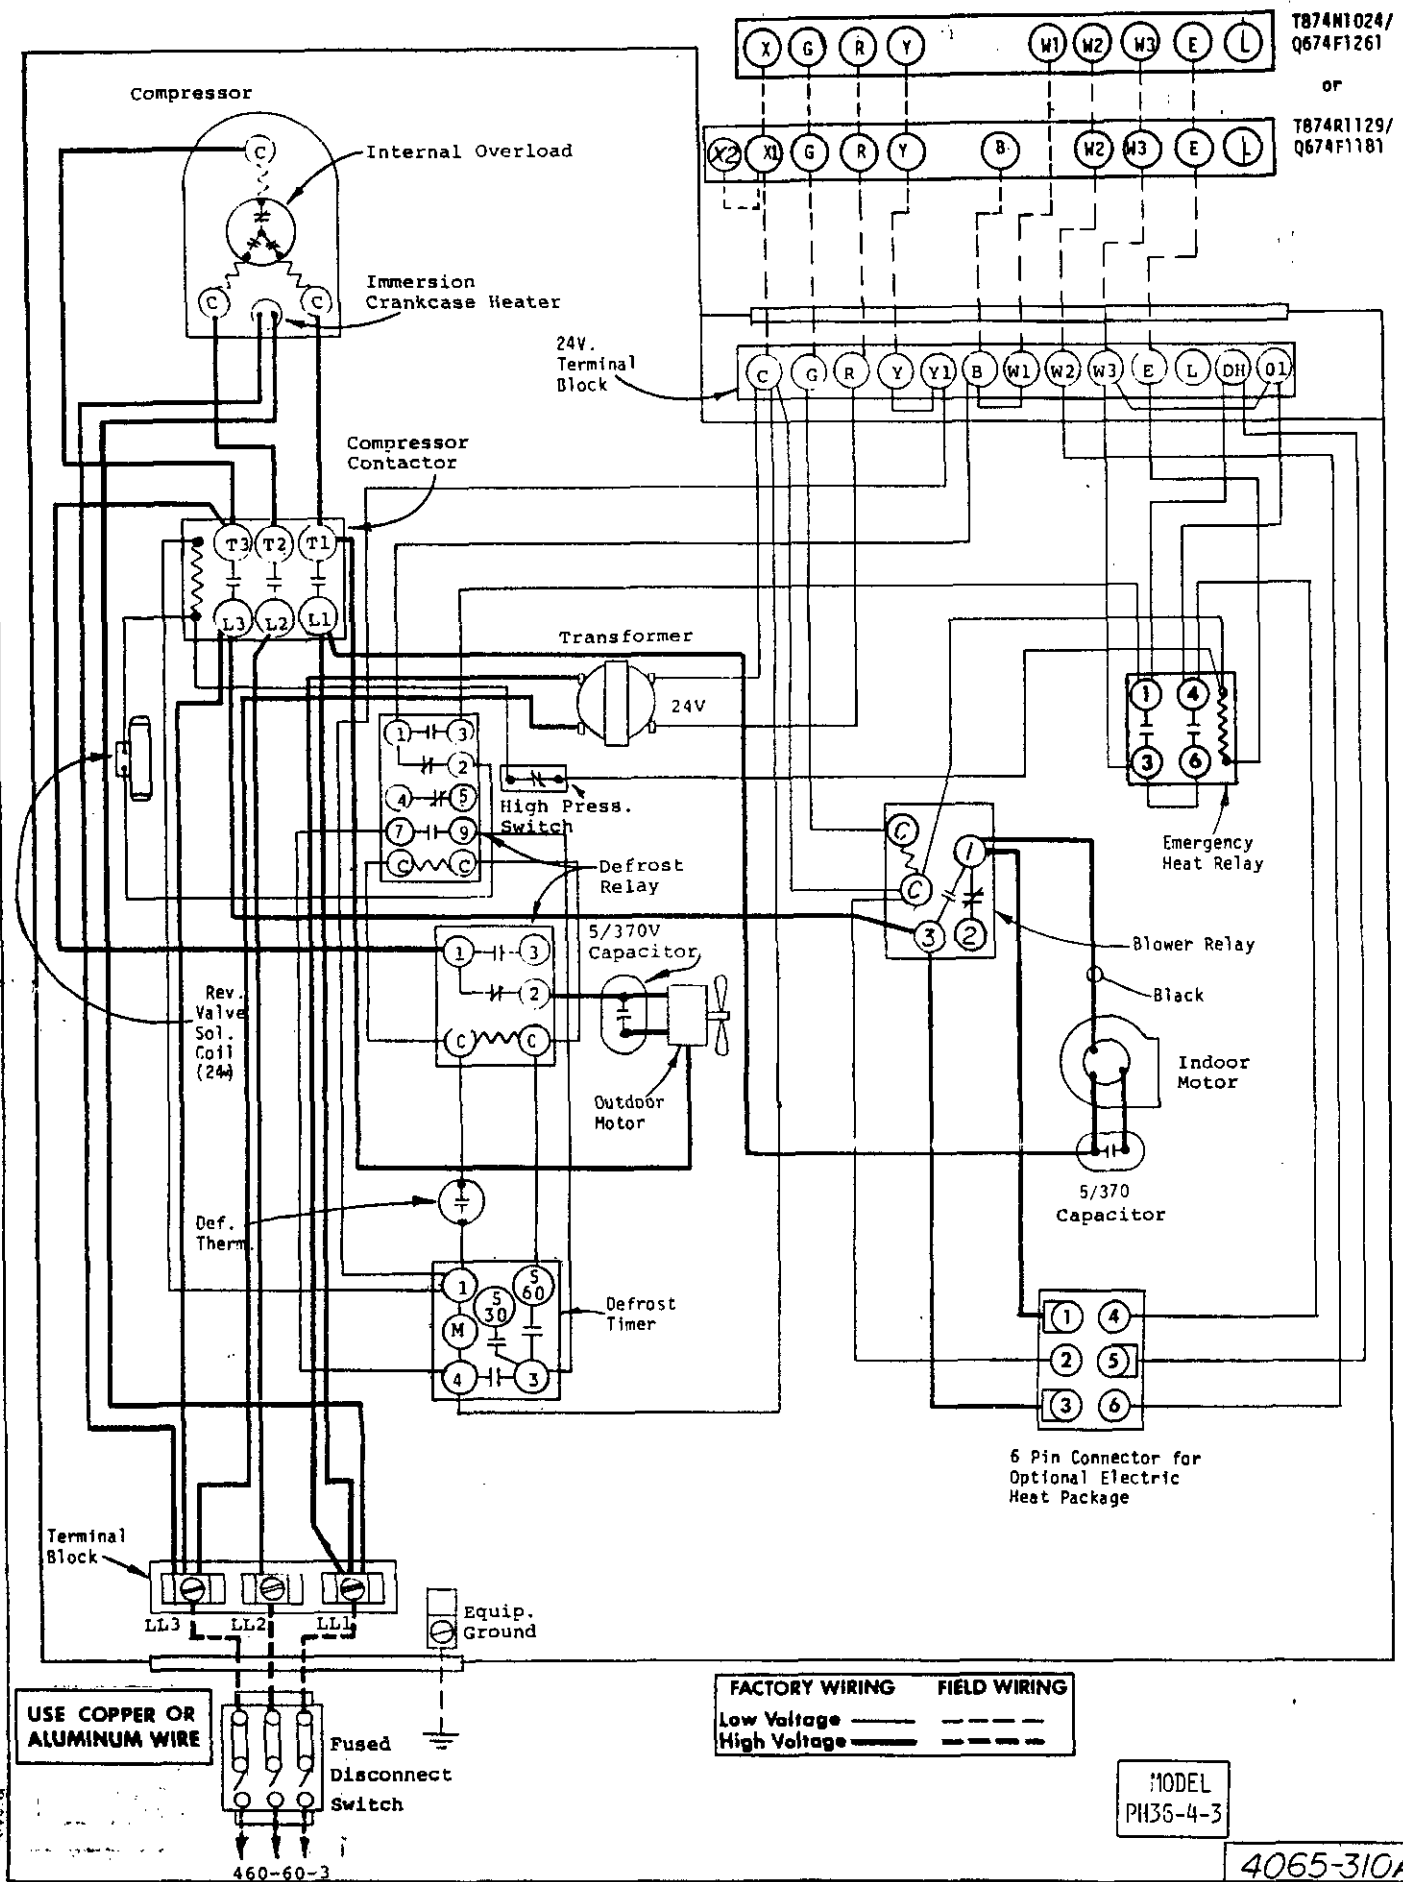 T874N1024/
Q674F1261
or
T874R1129/
Q674F1181
X G R Y W1 W2 W3 E L
X2 X1 G R Y B W2 W3 E L
Compressor
C
Internal Overload
Immersion
Crankcase Heater
C C
24V.
Terminal
Block
C G R Y Y1 B W1 W2 W3 E L DH 01
Compressor
Contactor
T3 T2 T1
L3 L2 L1
Transformer
24V
1 3
2
4 5
7 9
C C
High Press.
Switch
Defrost
Relay
1 4
3 6
Emergency
Heat Relay
C
C
1
3 2
Blower Relay
Black
5/370V
Capacitor
1 3
2
C C
Rev.
Valve
Sol.
Coil
Outdoor
Motor
Indoor
Motor
5/370
Capacitor
Def.
Therm.
1
S
30
S
60
M
4 3
Defrost
Timer
1 4
2 5
3 6
6 Pin Connector for
Optional Electric
Heat Package
Terminal
Block
LL3 LL2 LL1
Equip.
Ground
USE COPPER OR
ALUMINUM WIRE
Fused
Disconnect
Switch
460-60-3
FACTORY WIRING FIELD WIRING
Low Voltage
High Voltage
MODEL
PH36-4-3
4065-310A